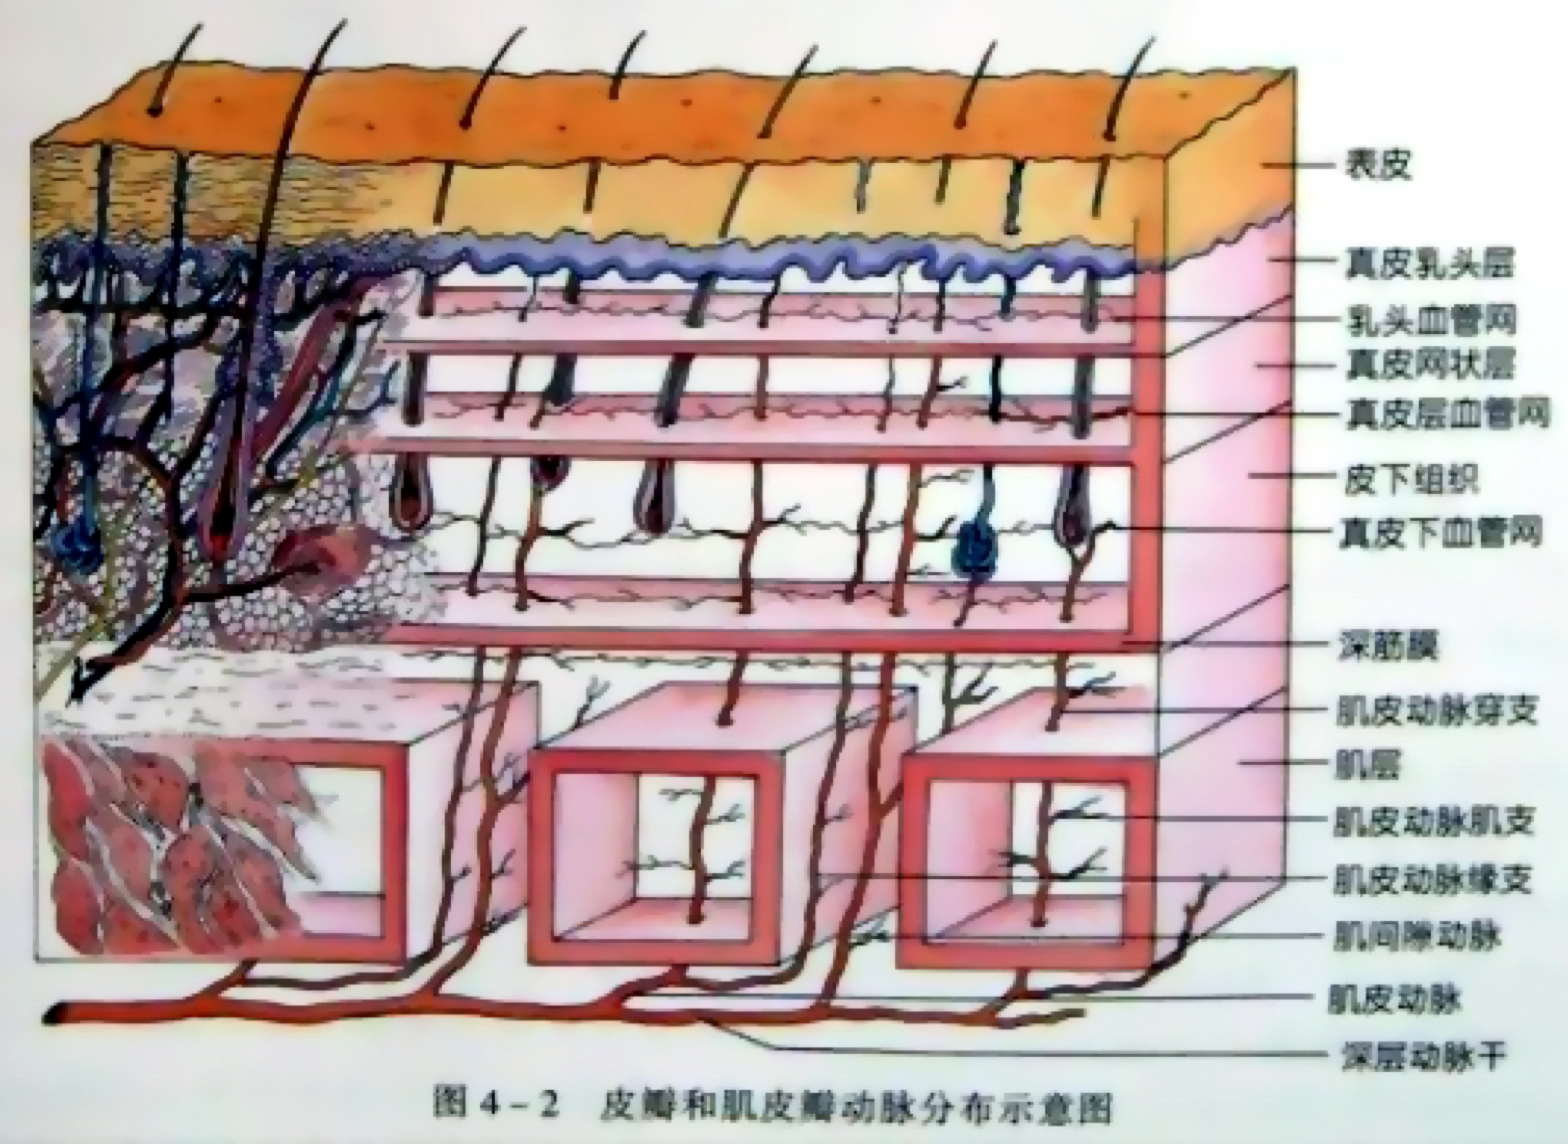 表皮
真皮乳头层
乳头血管网
真皮网状层
真皮层血管网
皮下组织
真皮下血管网
深筋膜
肌皮动脉穿支
肌层
肌皮动脉肌支
肌皮动脉缘支
肌间隙动脉
肌皮动脉
深层动脉干
图 4-2 皮瓣和肌皮瓣动脉分布示意图